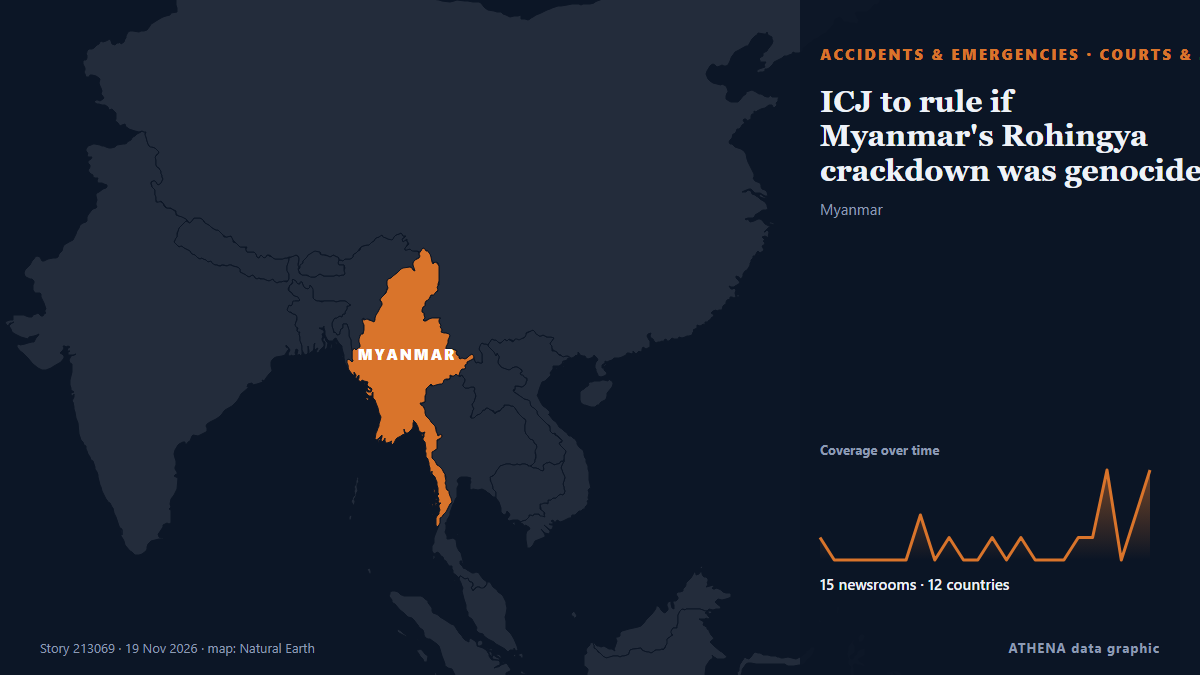 ACCIDENTS & EMERGENCIES · COURTS &
ICJ to rule if
Myanmar's Rohingya
crackdown was genocide
Myanmar
MYANMAR
Coverage over time
15 newsrooms · 12 countries
Story 213069 · 19 Nov 2026 · map: Natural Earth
ATHENA data graphic